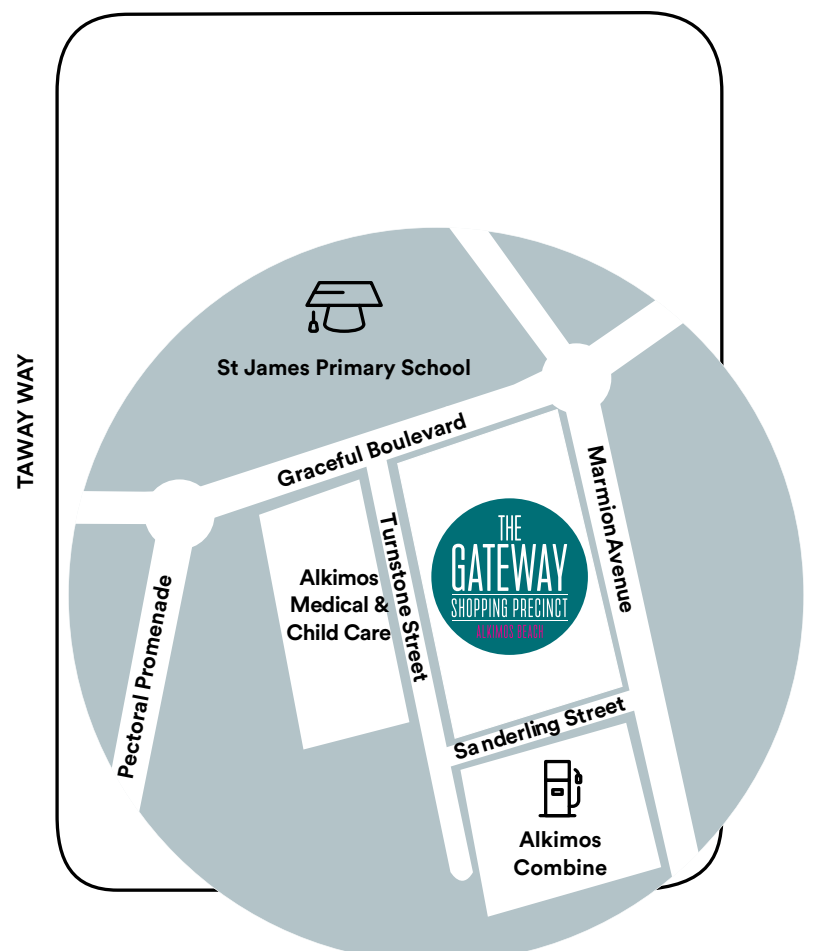 TAWAY WAY
St James Primary School
Graceful Boulevard
Marmion Avenue
Turnstone Street
THE
GATEWAY
SHOPPING PRECINCT
Alkimos
Medical &
Child Care
Pectoral Promenade
Sanderling Street
Alkimos
Combine